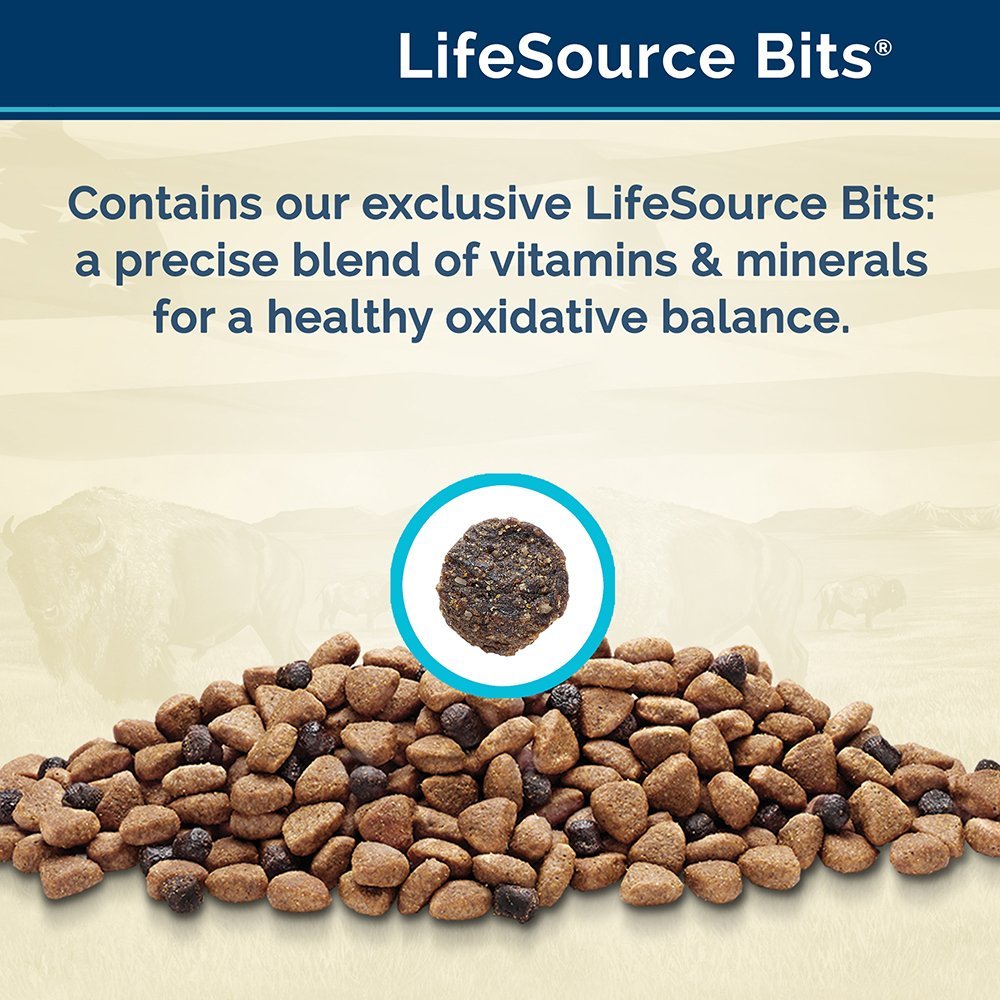 LifeSource Bits®
Contains our exclusive LifeSource Bits:
a precise blend of vitamins & minerals
for a healthy oxidative balance.